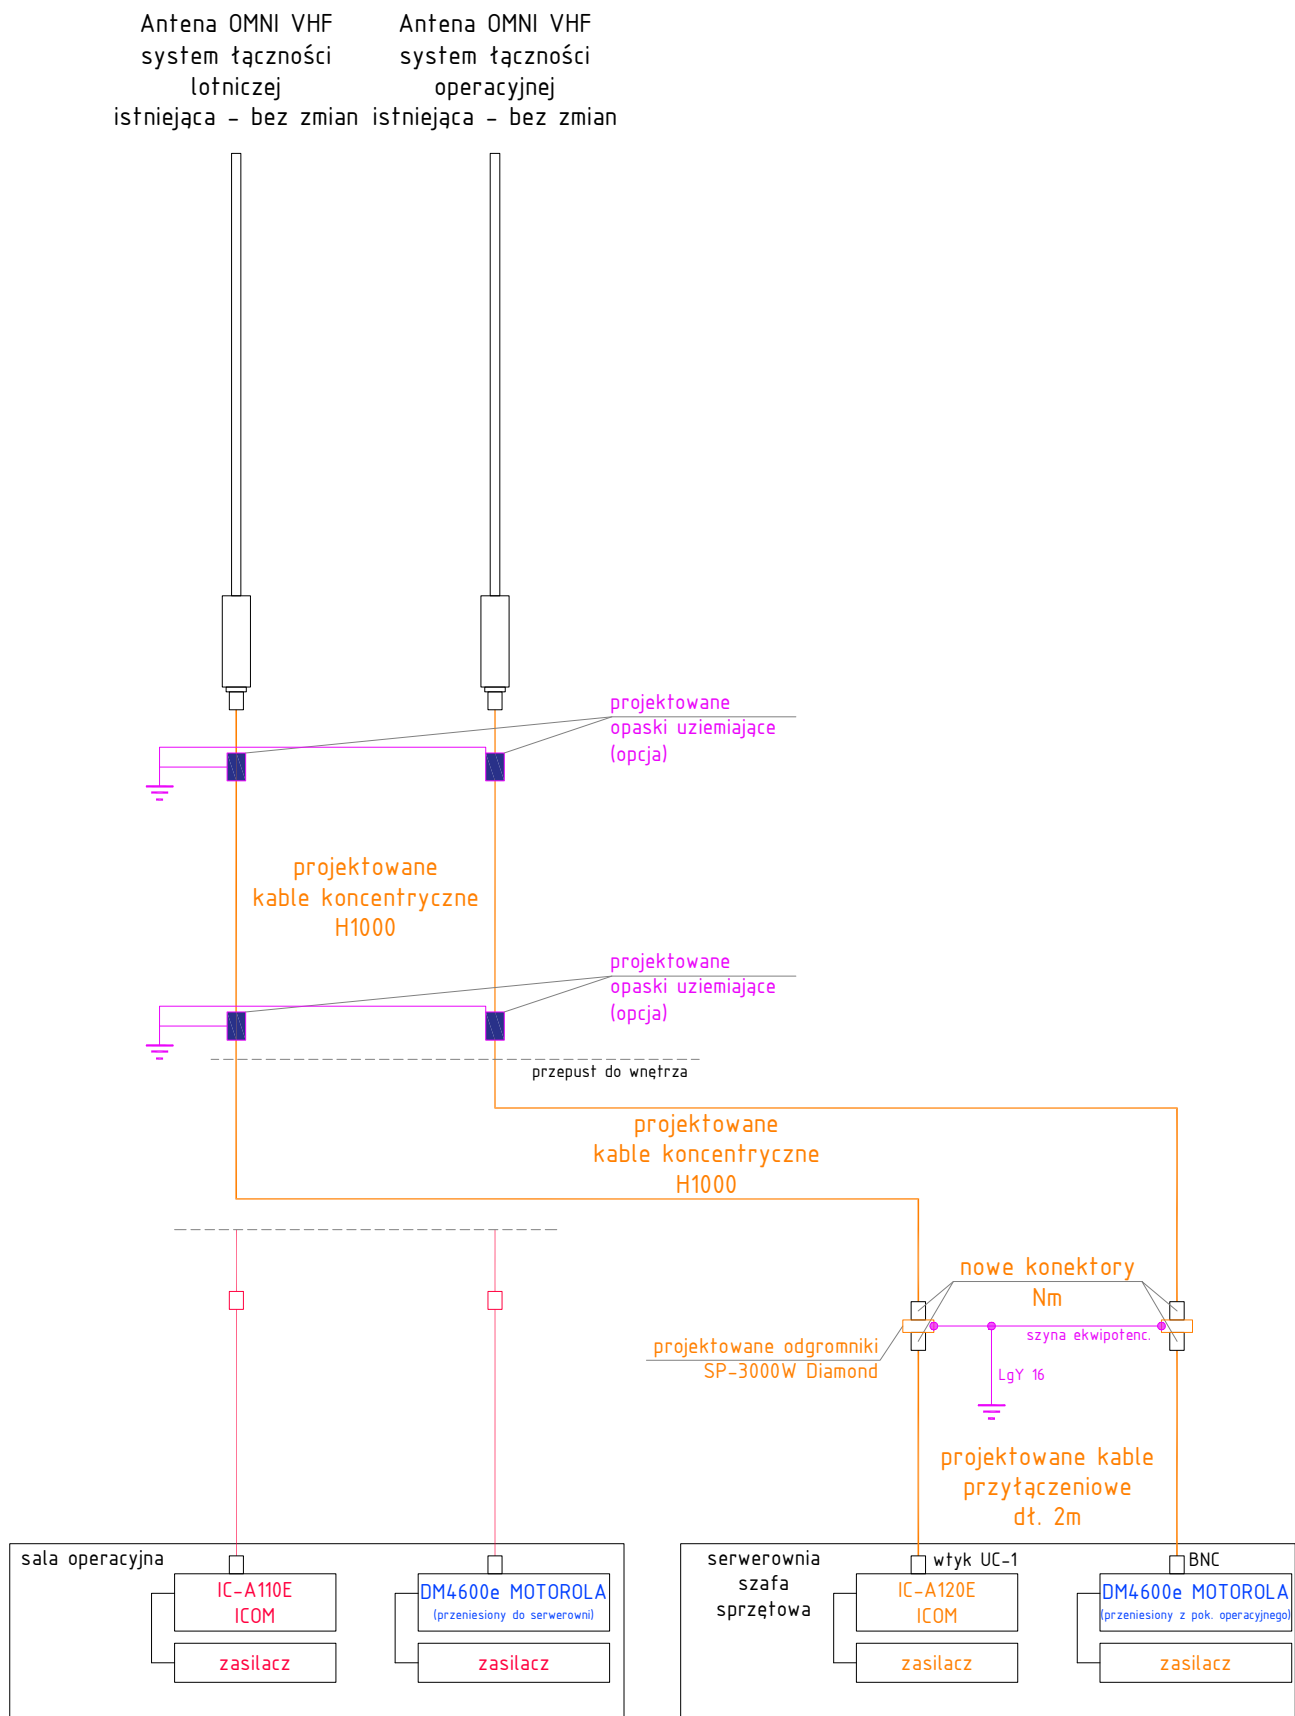 Antena OMNI VHF
system łączności
lotniczej
istniejąca - bez zmian
Antena OMNI VHF
system łączności
operacyjnej
istniejąca - bez zmian
projektowane
opaski uziemiające
(opcja)
projektowane
kable koncentryczne
H1000
projektowane
opaski uziemiające
(opcja)
przepust do wnętrza
projektowane
kable koncentryczne
H1000
nowe konektory
Nm
szyna ekwipotenc.
projektowane odgromniki
SP-3000W Diamond
LgY 16
projektowane kable
przyłączeniowe
dł. 2m
sala operacyjna
IC-A110E
ICOM
zasilacz
DM4600e MOTOROLA
(przeniesiony do serwerowni)
zasilacz
serwerownia
szafa
sprzętowa
wtyk UC-1
IC-A120E
ICOM
zasilacz
BNC
DM4600e MOTOROLA
(przeniesiony z pok. operacyjnego)
zasilacz